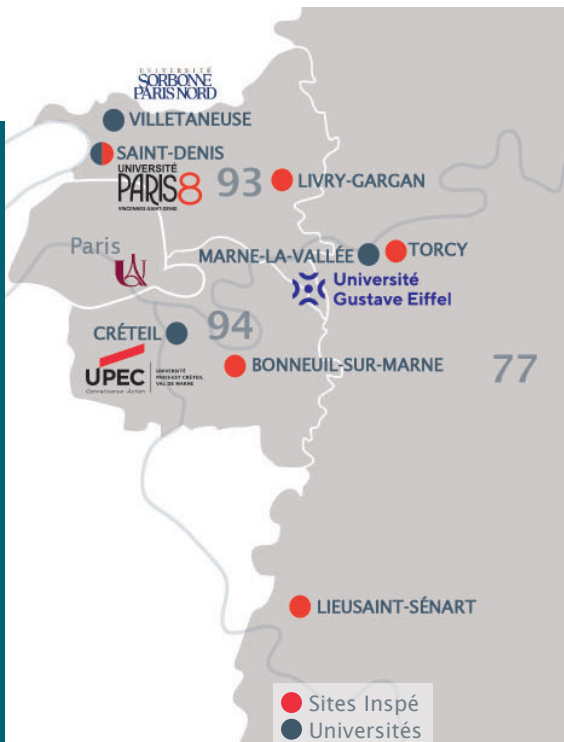 UNIVERSITÉ
SORBONNE
PARIS NORD
VILLETANEUSE
SAINT-DENIS
UNIVERSITÉ
PARIS8
VINCENNES-SAINT-DENIS
93
LIVRY-GARGAN
Paris
MARNE-LA-VALLÉE
TORCY
Université
Gustave Eiffel
CRÉTEIL
94
UPEC
Connaissance - Action
UNIVERSITÉ
PARIS-EST CRÉTEIL
VAL DE MARNE
BONNEUIL-SUR-MARNE
77
LIEUSAINT-SÉNART
Sites Inspé
Universités